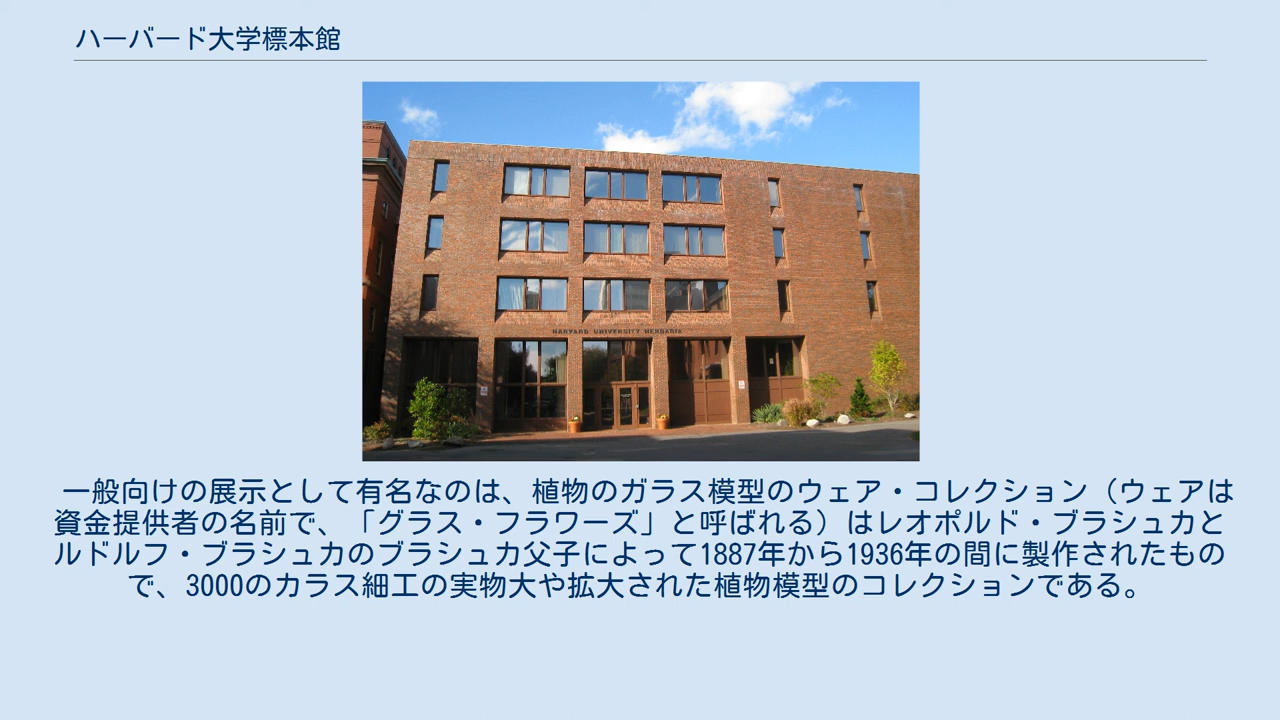 ハーバード大学標本館
HARVARD UNIVERSITY HERBARIA
一般向けの展示として有名なのは、植物のガラス模型のウェア・コレクション（ウェアは
資金提供者の名前で、「グラス・フラワーズ」と呼ばれる）はレオポルド・ブラシュカと
ルドルフ・ブラシュカのブラシュカ父子によって1887年から1936年の間に製作されたもの
で、3000のカラス細工の実物大や拡大された植物模型のコレクションである。